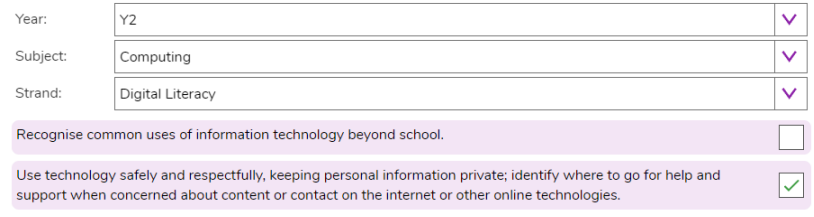 Year: Y2
Subject: Computing
Strand: Digital Literacy
Recognise common uses of information technology beyond school.
Use technology safely and respectfully, keeping personal information private; identify where to go for help and
support when concerned about content or contact on the internet or other online technologies.